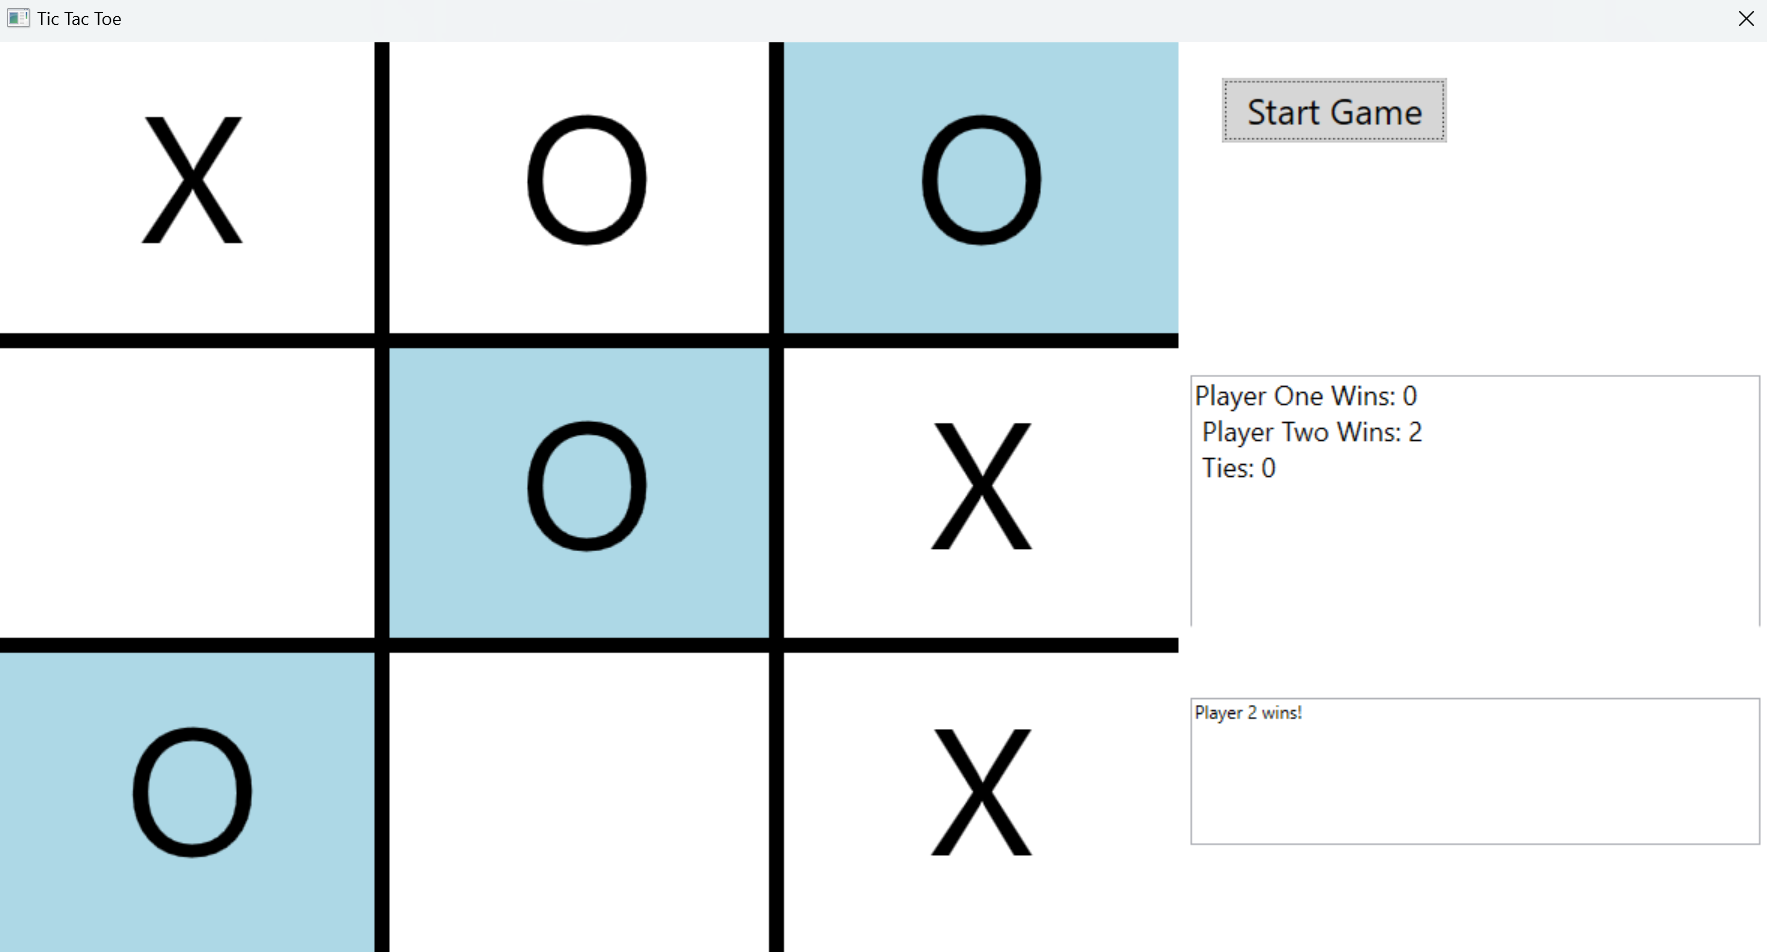 Tic Tac Toe
X O O
O X
O X
Start Game
Player One Wins: 0
Player Two Wins: 2
Ties: 0
Player 2 wins!